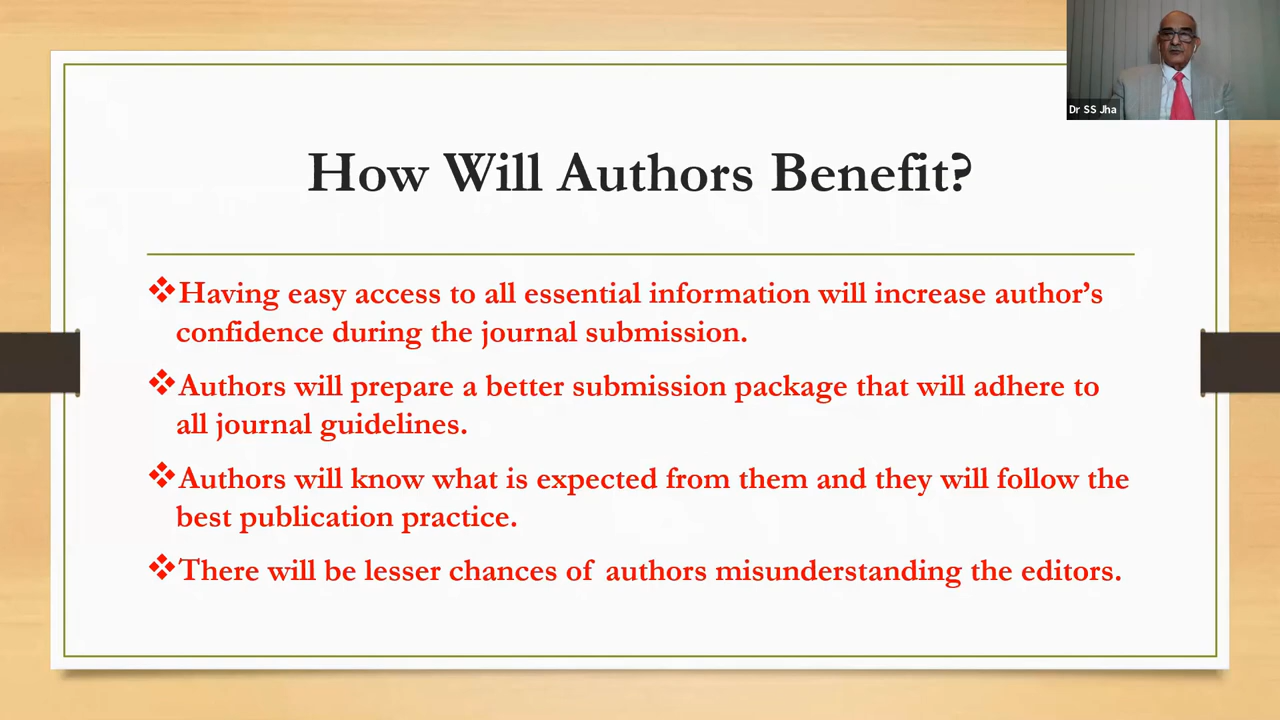 Dr SS Jha
How Will Authors Benefit?
❖Having easy access to all essential information will increase author’s
confidence during the journal submission.
❖Authors will prepare a better submission package that will adhere to
all journal guidelines.
❖Authors will know what is expected from them and they will follow the
best publication practice.
❖There will be lesser chances of authors misunderstanding the editors.